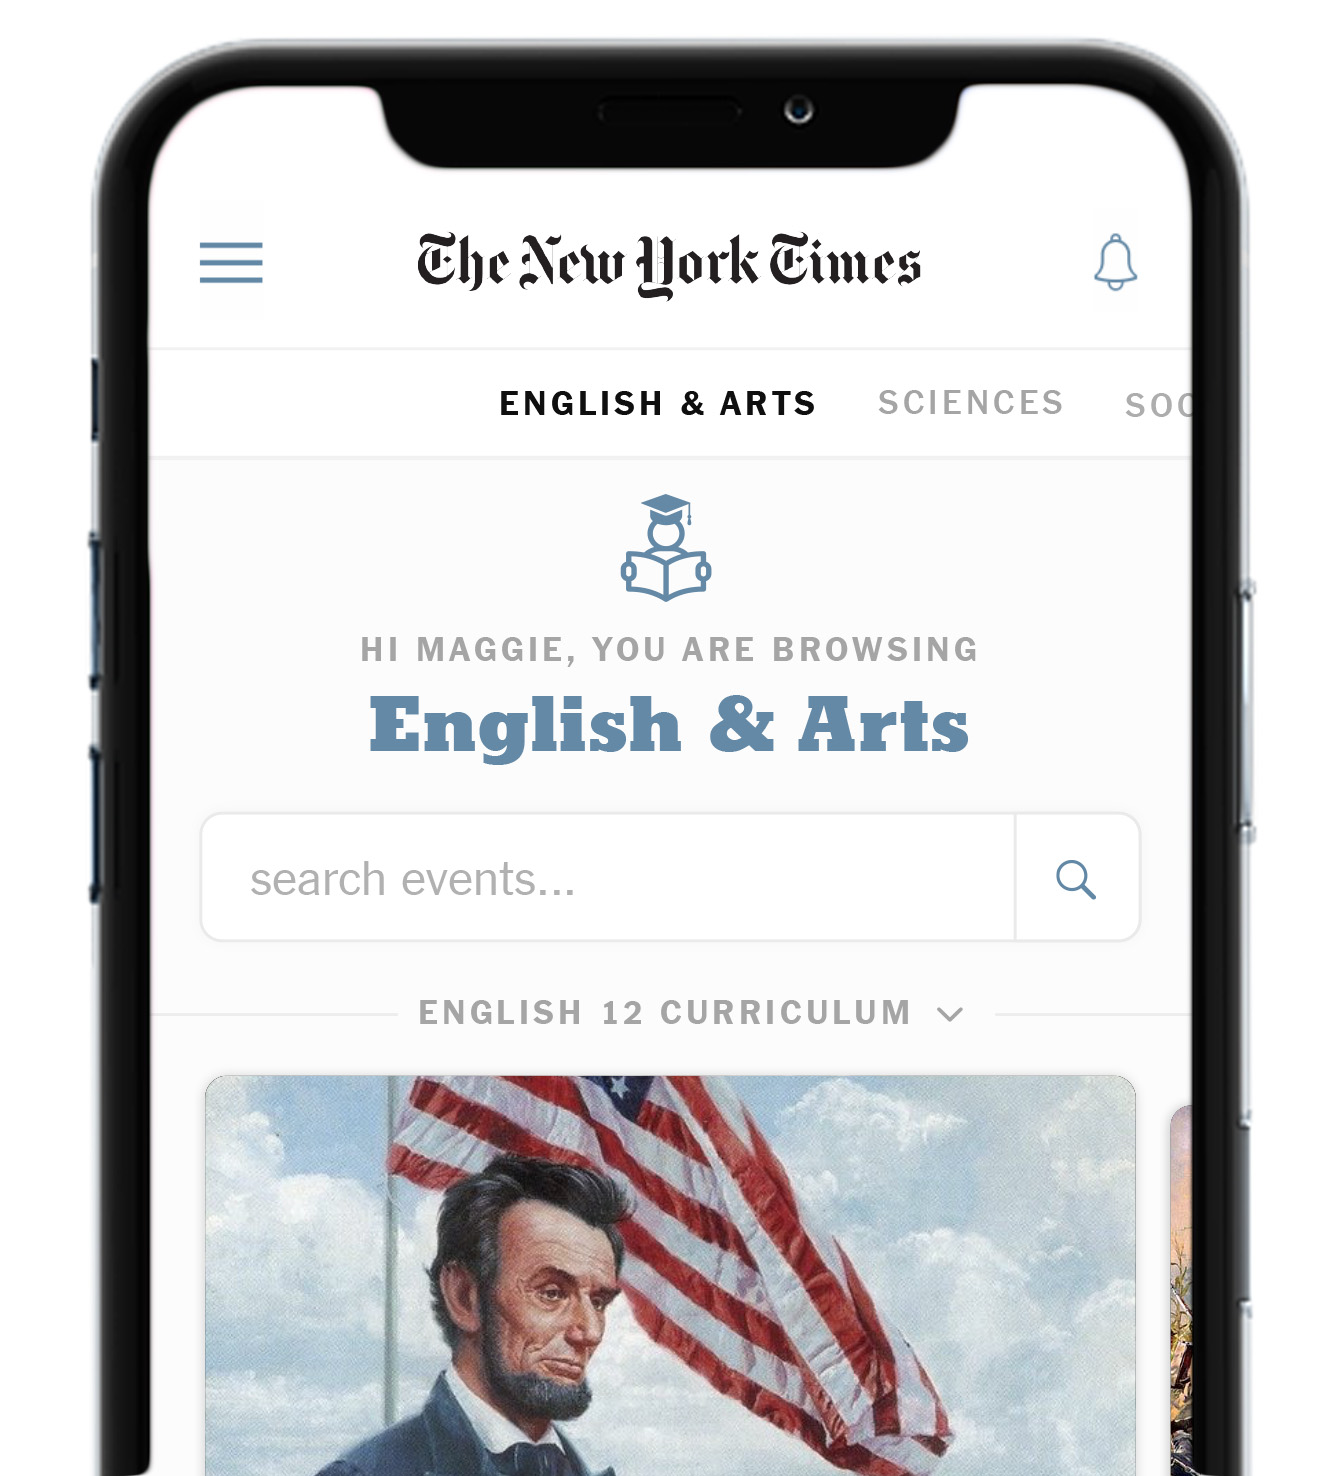 The New York Times
ENGLISH & ARTS SCIENCES
HI MAGGIE, YOU ARE BROWSING
English & Arts
search events...
ENGLISH 12 CURRICULUM